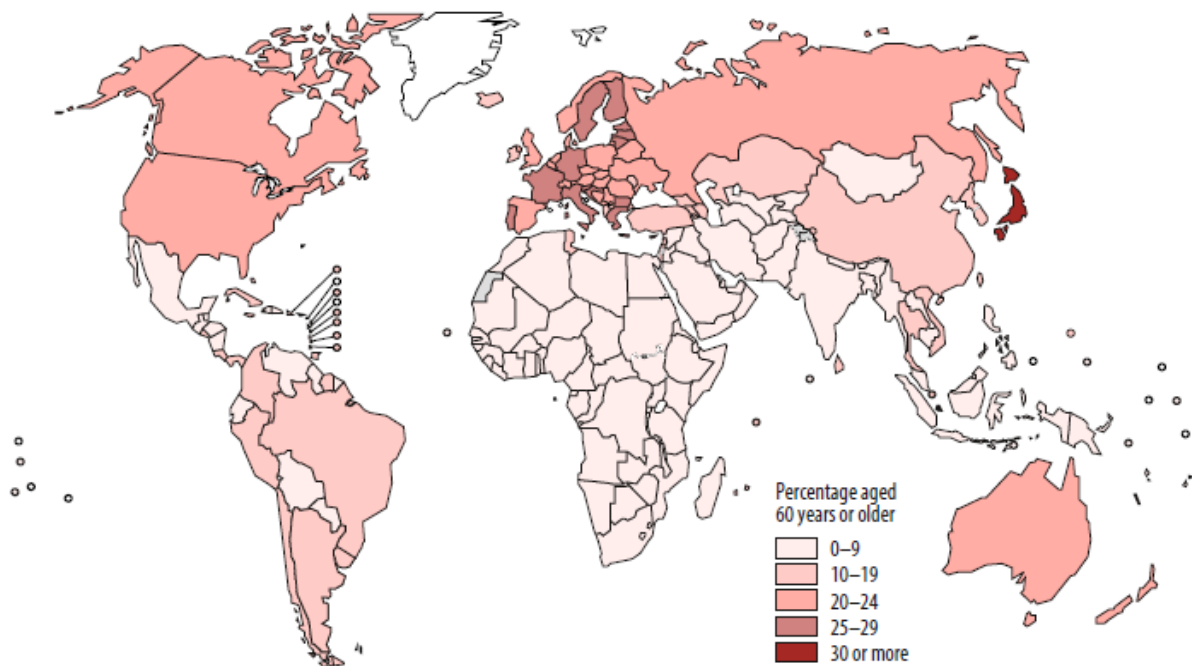 Percentage aged
60 years or older
0–9
10–19
20–24
25–29
30 or more